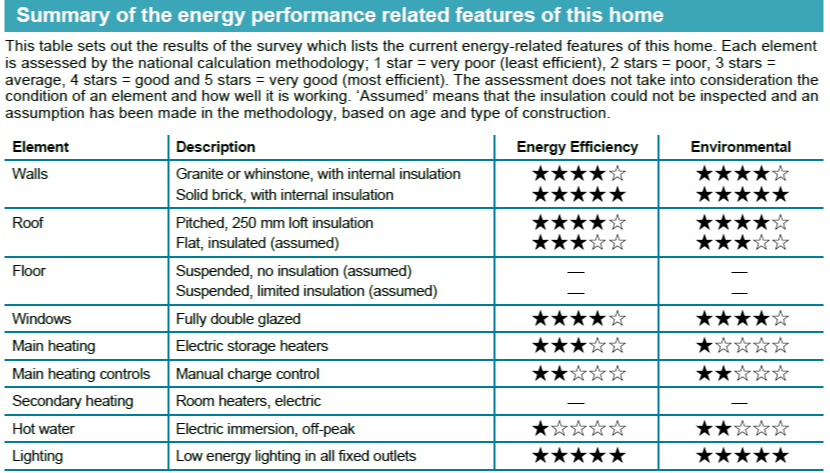 Summary of the energy performance related features of this home
This table sets out the results of the survey which lists the current energy-related features of this home. Each element
is assessed by the national calculation methodology; 1 star = very poor (least efficient), 2 stars = poor, 3 stars =
average, 4 stars = good and 5 stars = very good (most efficient). The assessment does not take into consideration the
condition of an element and how well it is working. ‘Assumed’ means that the insulation could not be inspected and an
assumption has been made in the methodology, based on age and type of construction.
Element Description Energy Efficiency Environmental
Walls Granite or whinstone, with internal insulation ★★★★☆ ★★★★☆
Solid brick, with internal insulation ★★★★★ ★★★★★
Roof Pitched, 250 mm loft insulation ★★★★☆ ★★★★☆
Flat, insulated (assumed) ★★★☆☆ ★★★☆☆
Floor Suspended, no insulation (assumed) — —
Suspended, limited insulation (assumed) — —
Windows Fully double glazed ★★★★☆ ★★★★☆
Main heating Electric storage heaters ★★★☆☆ ★☆☆☆☆
Main heating controls Manual charge control ★★☆☆☆ ★★☆☆☆
Secondary heating Room heaters, electric — —
Hot water Electric immersion, off-peak ★☆☆☆☆ ★★☆☆☆
Lighting Low energy lighting in all fixed outlets ★★★★★ ★★★★★